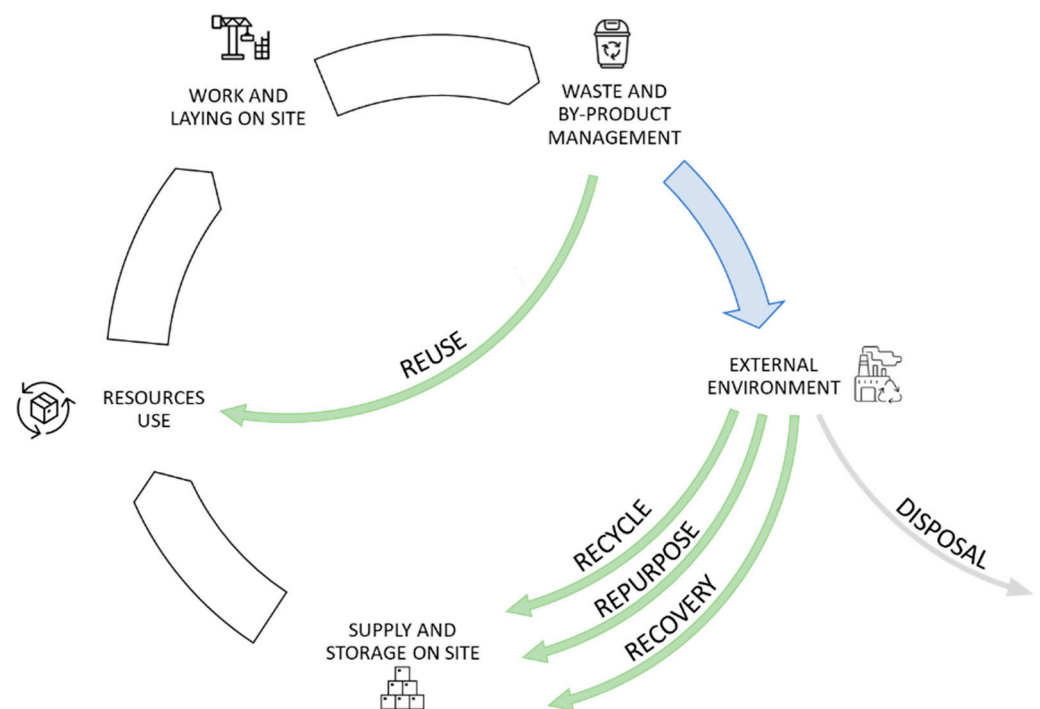 WORK AND
LAYING ON SITE
WASTE AND
BY-PRODUCT
MANAGEMENT
REUSE
EXTERNAL
ENVIRONMENT
RESOURCES
USE
RECYCLE
REPURPOSE
RECOVERY
DISPOSAL
SUPPLY AND
STORAGE ON SITE